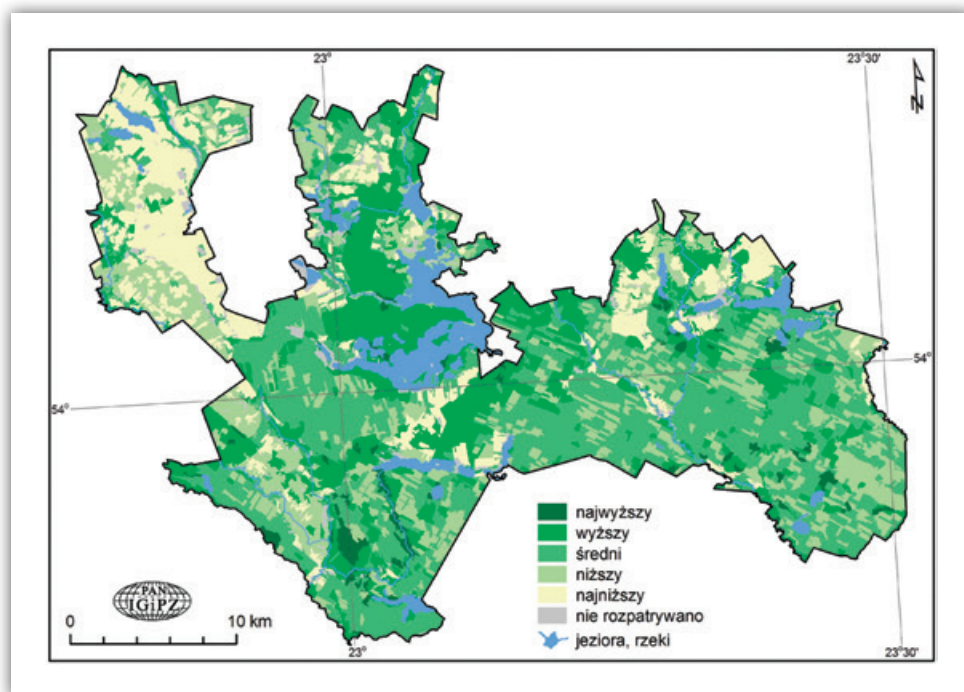 23°
23°30'
N
54°
54°
najwyższy
wyższy
średni
niższy
najniższy
nie rozpatrywano
jeziora, rzeki
PAN
IGiPZ
0 10 km
23°
23°30'